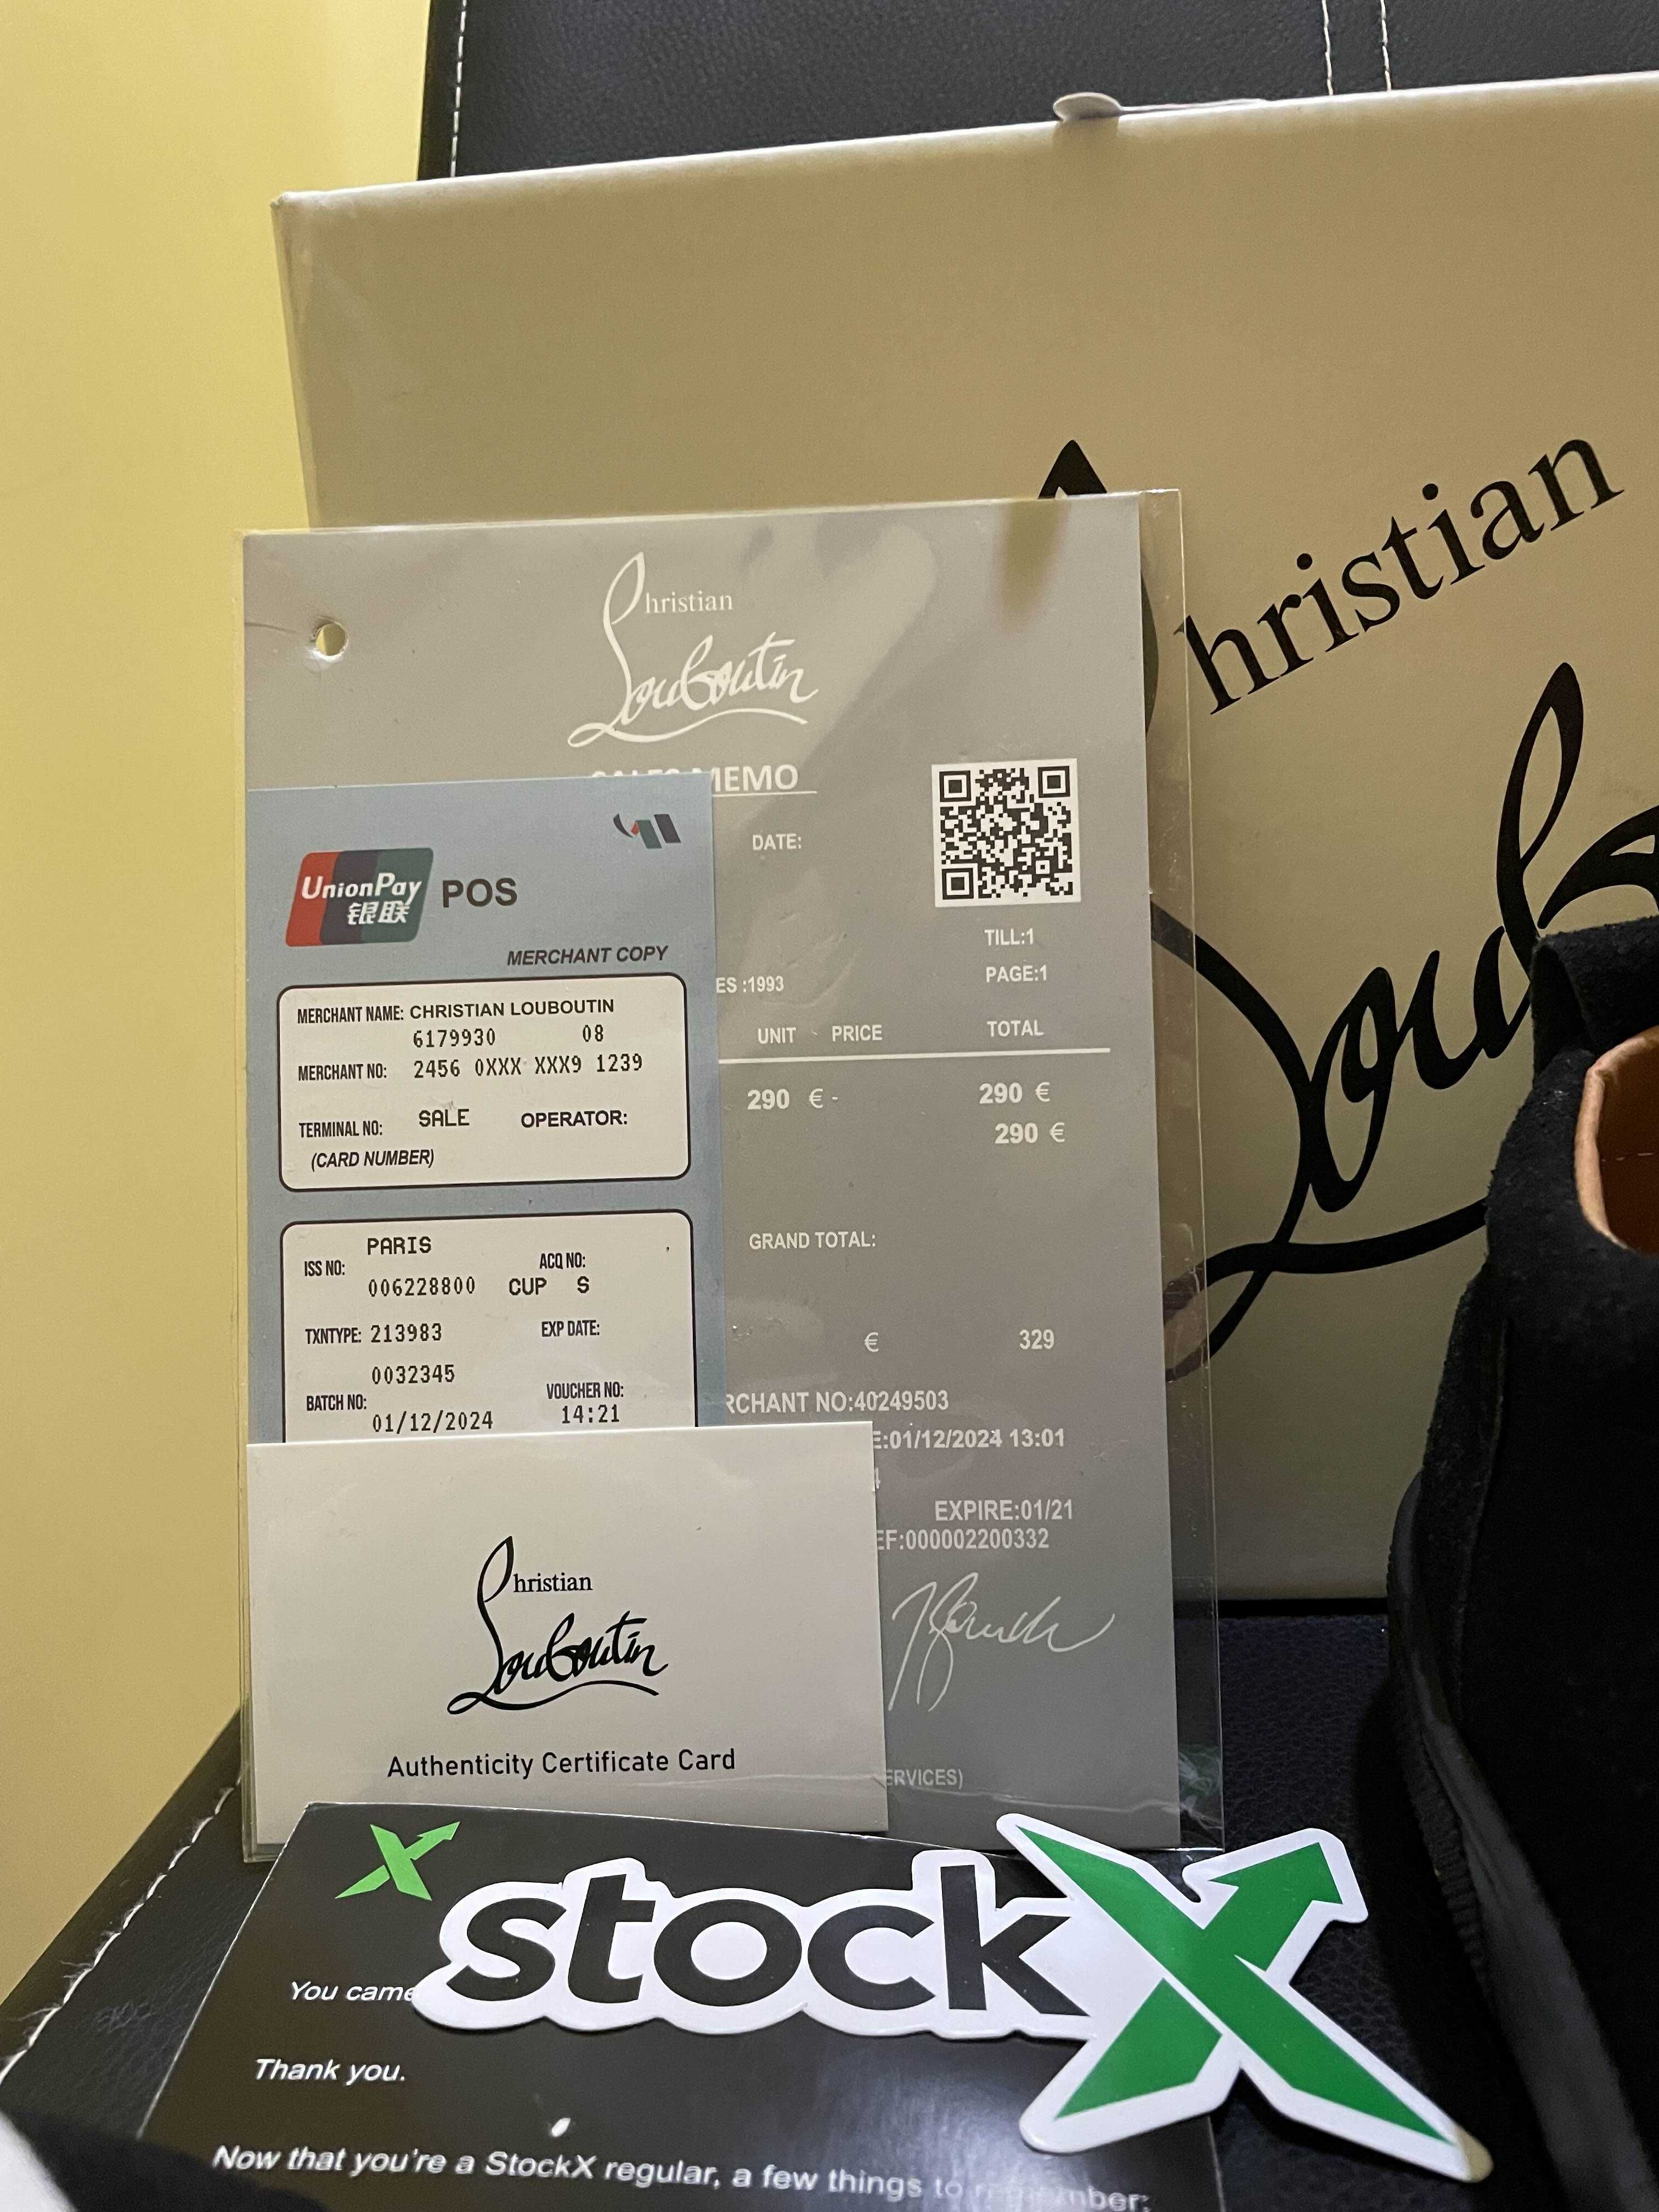 Christian
Louboutin
SALES MEMO
DATE:
TILL:1
ES :1993
PAGE:1
UNIT - PRICE TOTAL
290 € - 290 €
290 €
GRAND TOTAL:
€ 329
RCHANT NO:40249503
E:01/12/2024 13:01
EXPIRE:01/21
EF:000002200332
ERVICES)
UnionPay
银联
POS
MERCHANT COPY
MERCHANT NAME: CHRISTIAN LOUBOUTIN
6179930 08
MERCHANT NO: 2456 0XXX XXX9 1239
TERMINAL NO: SALE OPERATOR:
(CARD NUMBER)
PARIS
ISS NO: ACQ NO:
006228800 CUP S
TXNTYPE: 213983 EXP DATE:
0032345
BATCH NO: VOUCHER NO:
01/12/2024 14:21
Christian
Louboutin
Authenticity Certificate Card
hristian
Loub
stockX
You came
Thank you.
Now that you're a StockX regular, a few things to remember: